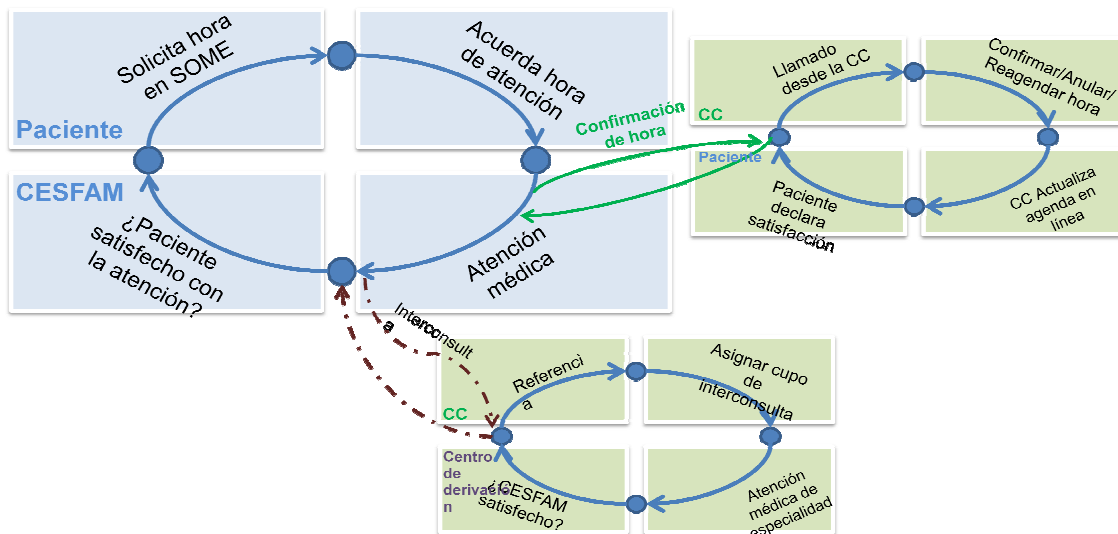 Solicita hora
en SOME
Acuerda hora
de atención
Paciente
CESFAM
¿Paciente
satisfecho con
la atención?
Atención
médica
Confirmación
de hora
CC
Paciente
Llamado
desde la CC
Confirmar/Anular/
Reagendar hora
CC Actualiza
agenda en
línea
Paciente
declara
satisfacción
Interconsult
a
CC
Centro
de
derivació
n
Referenci
a
Asignar cupo
de
interconsulta
Atención
médica de
especialidad
¿CESFAM
satisfecho?